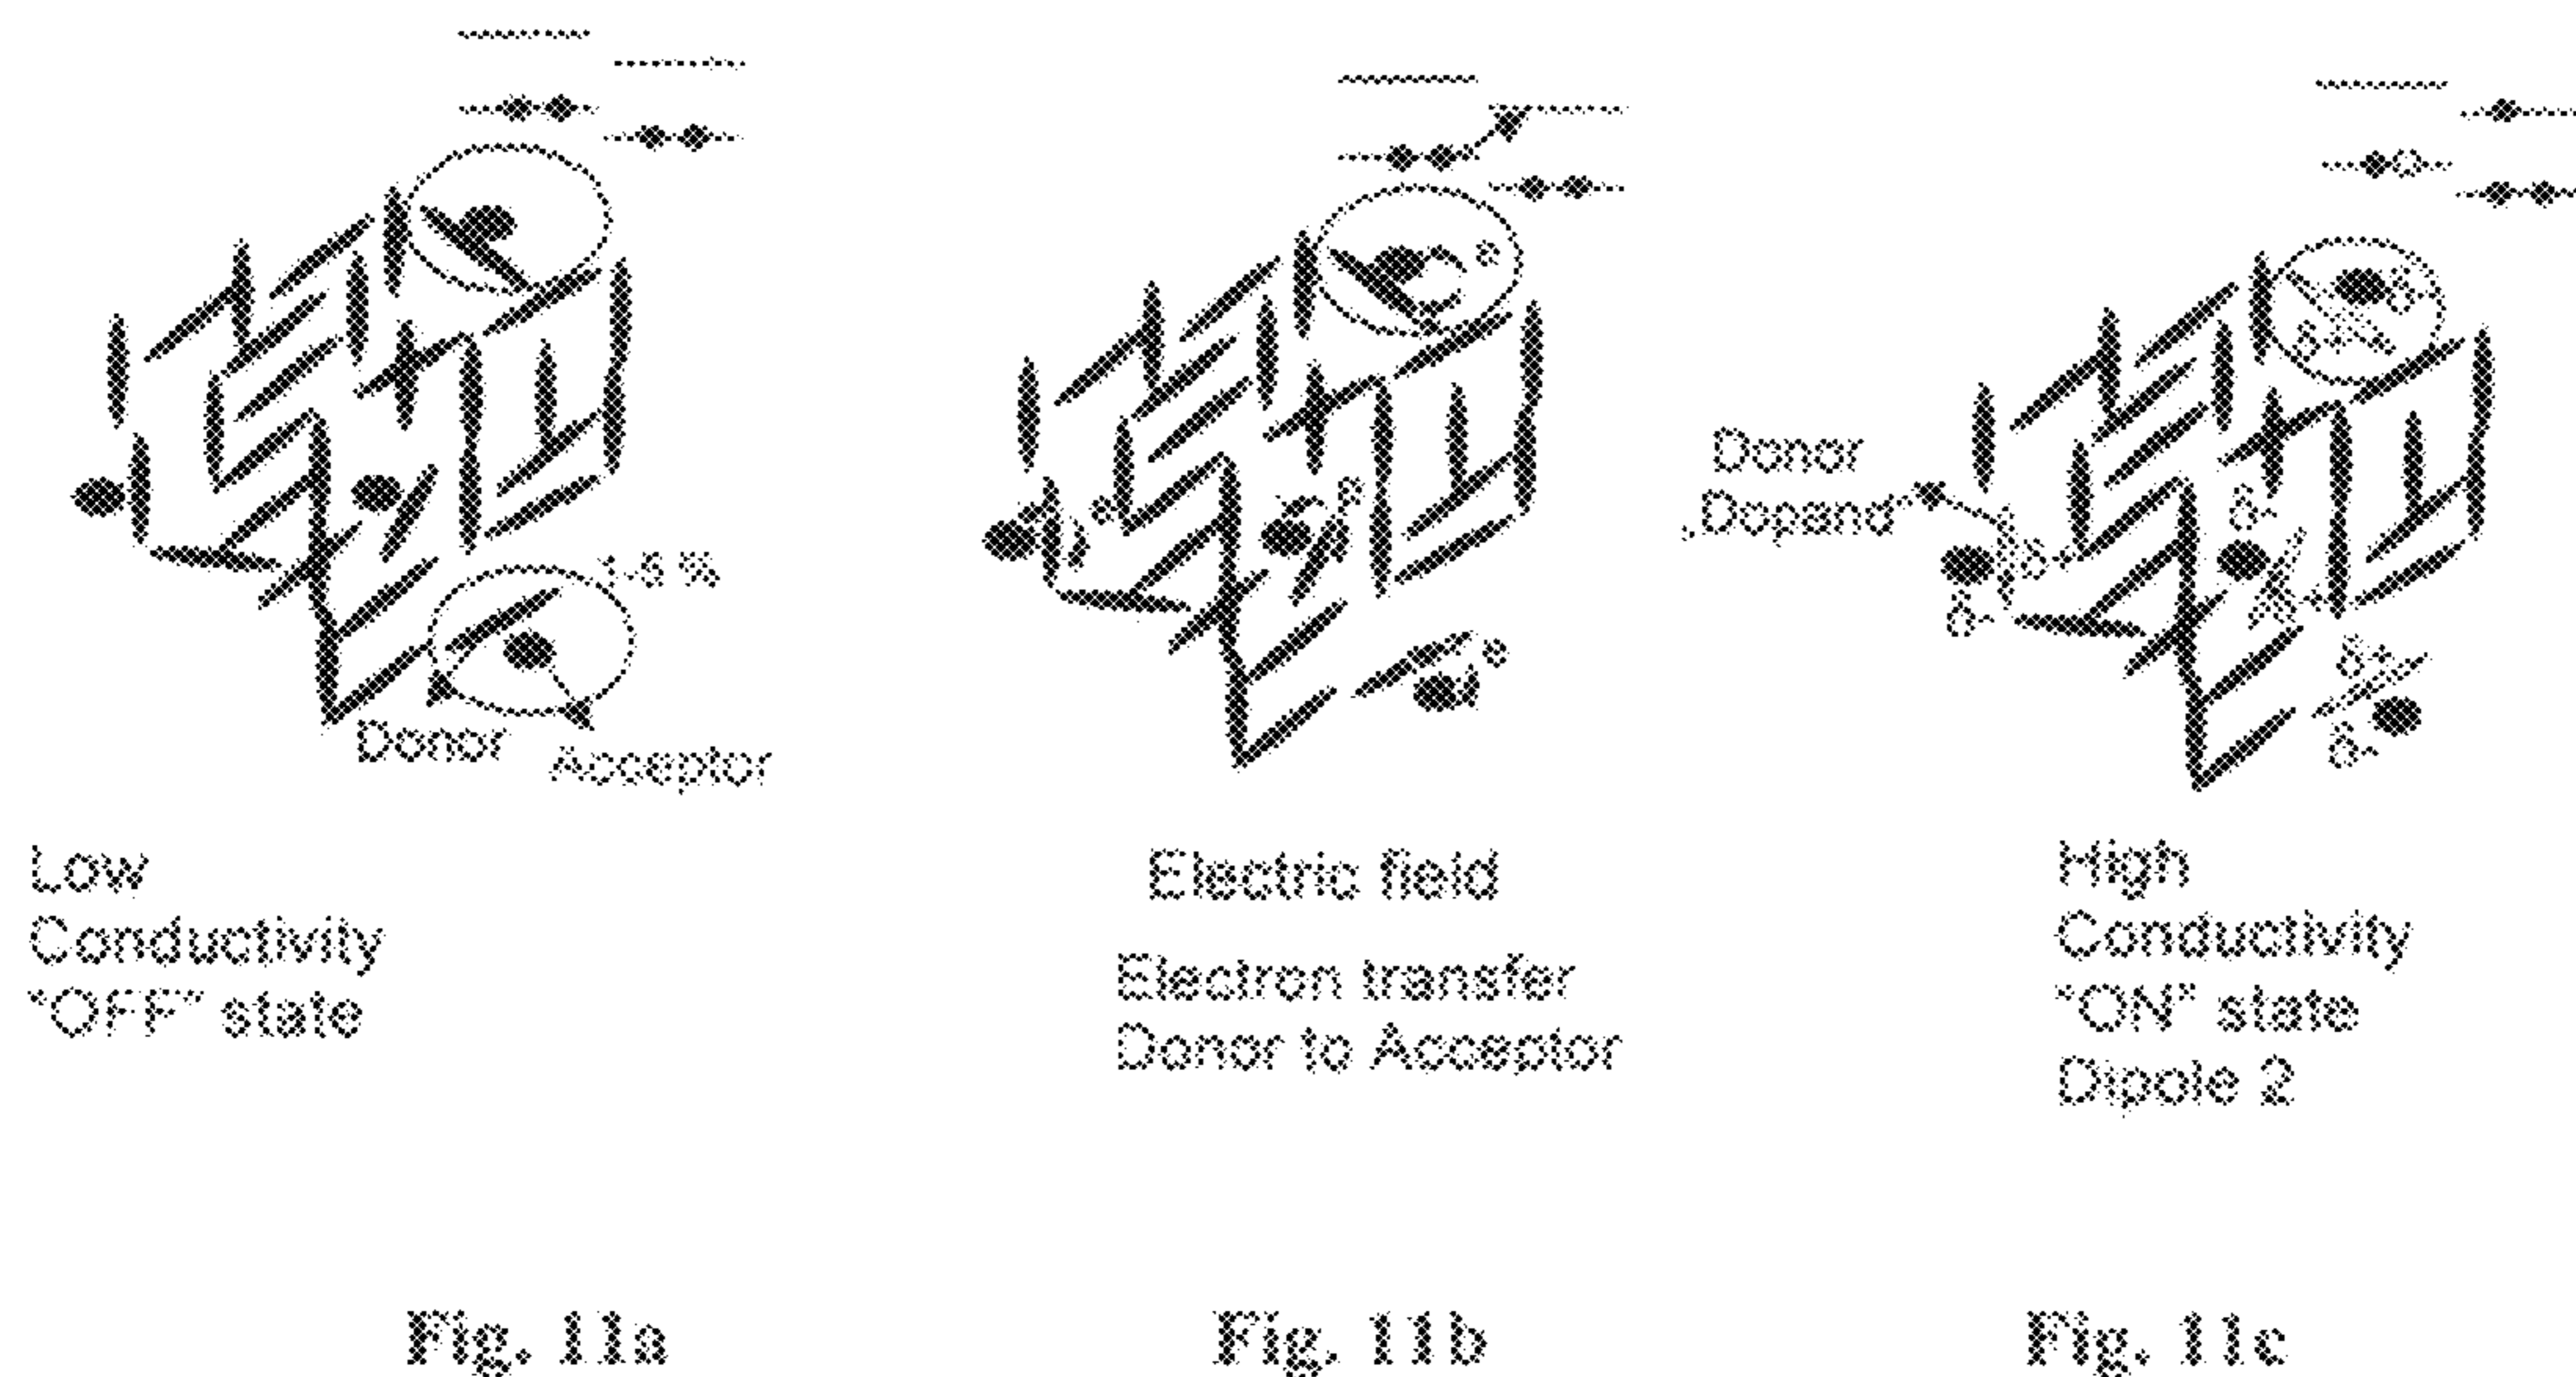 1-5 %
Donor
Acceptor
Low
Conductivity
"OFF" state
Fig. 11a
e
e
e
e
Electric field
Electron transfer
Donor to Acceptor
Fig. 11b
Donor
„Dopand“
δ-
δ-
δ+
δ-
High
Conductivity
"ON" state
Dipole 2
Fig. 11c